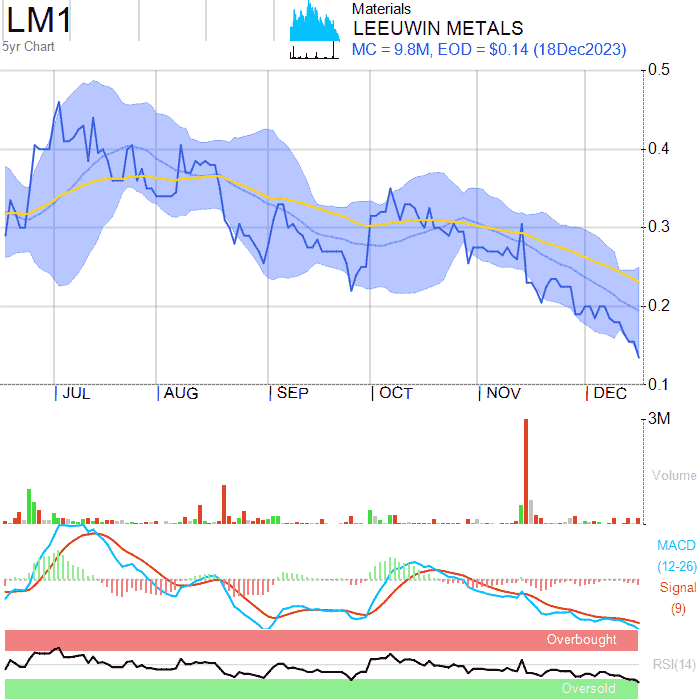 LM1
5yr Chart
Materials
LEEUWIN METALS
MC = 9.8M, EOD = $0.14 (18Dec2023)
0.5
0.4
0.3
0.2
0.1
JUL AUG SEP OCT NOV DEC
3M
Volume
MACD
(12-26)
Signal
(9)
Overbought
RSI(14)
Oversold